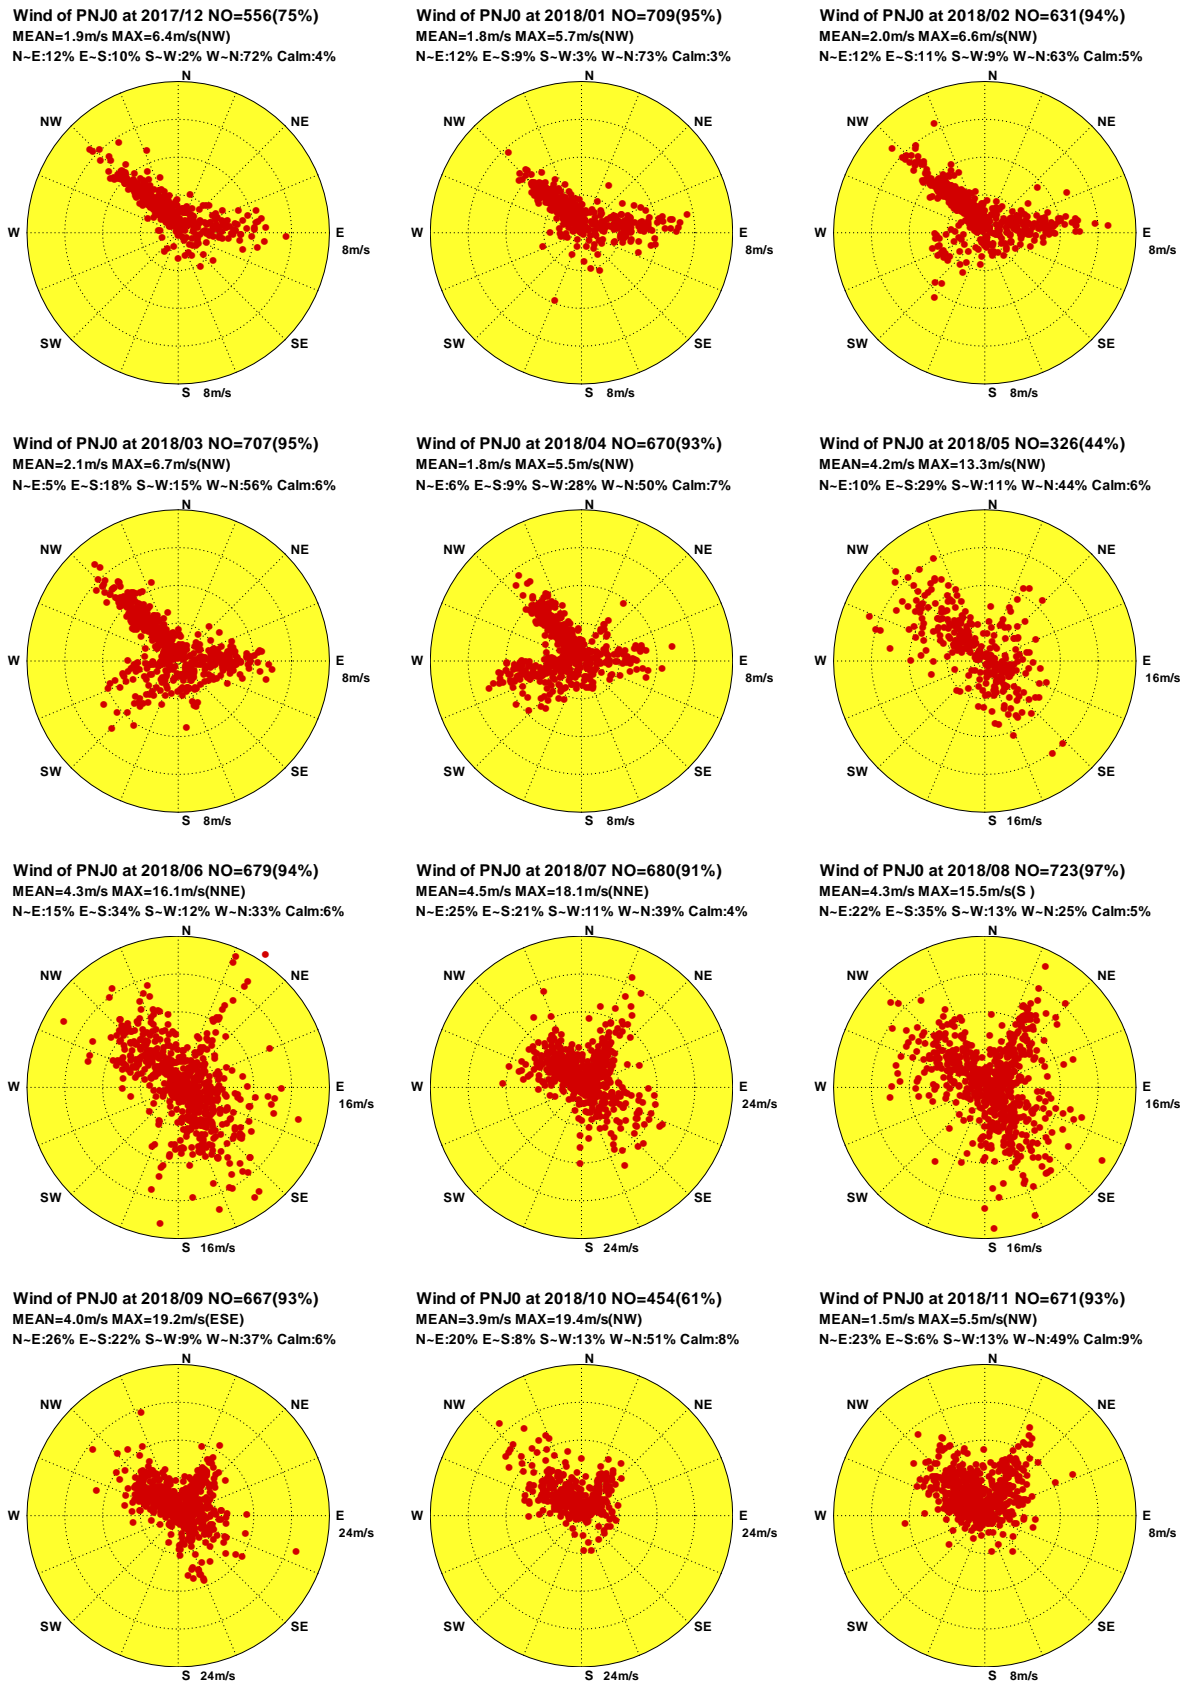 Wind of PNJ0 at 2017/12 NO=556(75%)
MEAN=1.9m/s MAX=6.4m/s(NW)
N~E:12% E~S:10% S~W:2% W~N:72% Calm:4%
N
NW
NE
W
E
8m/s
SW
SE
S 8m/s
Wind of PNJ0 at 2018/01 NO=709(95%)
MEAN=1.8m/s MAX=5.7m/s(NW)
N~E:12% E~S:9% S~W:3% W~N:73% Calm:3%
N
NW
NE
W
E
8m/s
SW
SE
S 8m/s
Wind of PNJ0 at 2018/02 NO=631(94%)
MEAN=2.0m/s MAX=6.6m/s(NW)
N~E:12% E~S:11% S~W:9% W~N:63% Calm:5%
N
NW
NE
W
E
8m/s
SW
SE
S 8m/s
Wind of PNJ0 at 2018/03 NO=707(95%)
MEAN=2.1m/s MAX=6.7m/s(NW)
N~E:5% E~S:18% S~W:15% W~N:56% Calm:6%
N
NW
NE
W
E
8m/s
SW
SE
S 8m/s
Wind of PNJ0 at 2018/04 NO=670(93%)
MEAN=1.8m/s MAX=5.5m/s(NW)
N~E:6% E~S:9% S~W:28% W~N:50% Calm:7%
N
NW
NE
W
E
8m/s
SW
SE
S 8m/s
Wind of PNJ0 at 2018/05 NO=326(44%)
MEAN=4.2m/s MAX=13.3m/s(NW)
N~E:10% E~S:29% S~W:11% W~N:44% Calm:6%
N
NW
NE
W
E
16m/s
SW
SE
S 16m/s
Wind of PNJ0 at 2018/06 NO=679(94%)
MEAN=4.3m/s MAX=16.1m/s(NNE)
N~E:15% E~S:34% S~W:12% W~N:33% Calm:6%
N
NW
NE
W
E
16m/s
SW
SE
S 16m/s
Wind of PNJ0 at 2018/07 NO=680(91%)
MEAN=4.5m/s MAX=18.1m/s(NNE)
N~E:25% E~S:21% S~W:11% W~N:39% Calm:4%
N
NW
NE
W
E
24m/s
SW
SE
S 24m/s
Wind of PNJ0 at 2018/08 NO=723(97%)
MEAN=4.3m/s MAX=15.5m/s(S )
N~E:22% E~S:35% S~W:13% W~N:25% Calm:5%
N
NW
NE
W
E
16m/s
SW
SE
S 16m/s
Wind of PNJ0 at 2018/09 NO=667(93%)
MEAN=4.0m/s MAX=19.2m/s(ESE)
N~E:26% E~S:22% S~W:9% W~N:37% Calm:6%
N
NW
NE
W
E
24m/s
SW
SE
S 24m/s
Wind of PNJ0 at 2018/10 NO=454(61%)
MEAN=3.9m/s MAX=19.4m/s(NW)
N~E:20% E~S:8% S~W:13% W~N:51% Calm:8%
N
NW
NE
W
E
24m/s
SW
SE
S 24m/s
Wind of PNJ0 at 2018/11 NO=671(93%)
MEAN=1.5m/s MAX=5.5m/s(NW)
N~E:23% E~S:6% S~W:13% W~N:49% Calm:9%
N
NW
NE
W
E
8m/s
SW
SE
S 8m/s